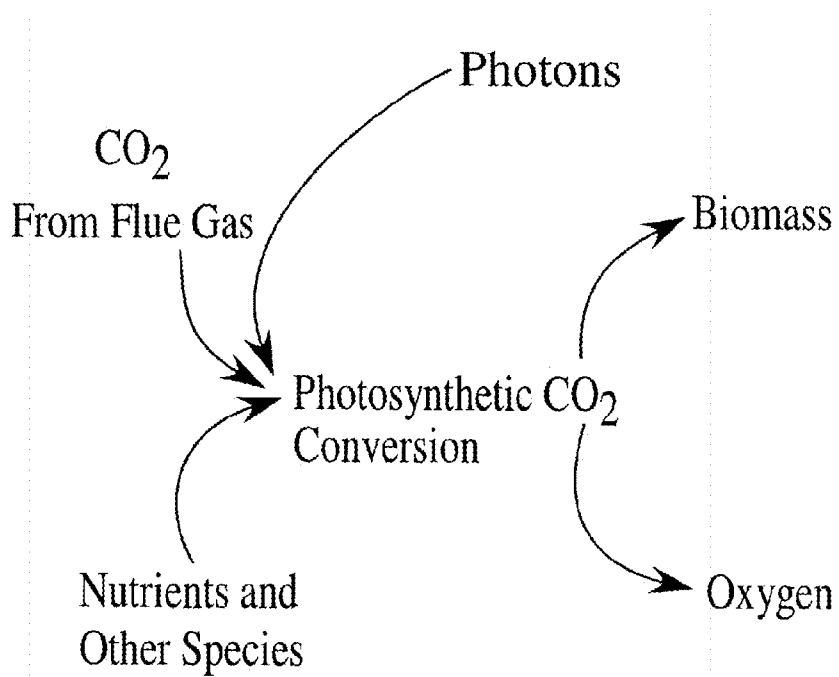 Photons
CO₂
From Flue Gas
Biomass
Photosynthetic CO₂
Conversion
Nutrients and
Other Species
Oxygen